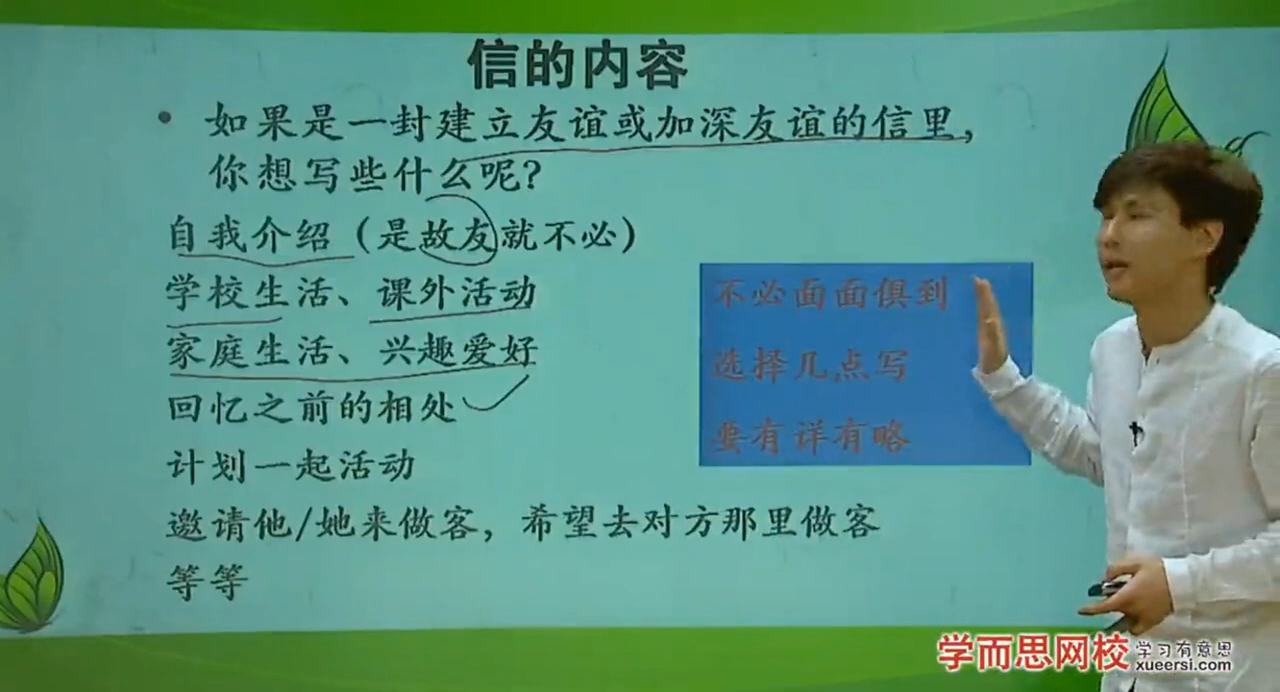 信的内容
• 如果是一封建立友谊或加深友谊的信里，
你想写些什么呢？
自我介绍（是故友就不必）
学校生活、课外活动
家庭生活、兴趣爱好
回忆之前的相处
计划一起活动
邀请他/她来做客，希望去对方那里做客
等等
不必面面俱到
选择几点写
要有详有略
学而思网校
学习有意思
xueersi.com